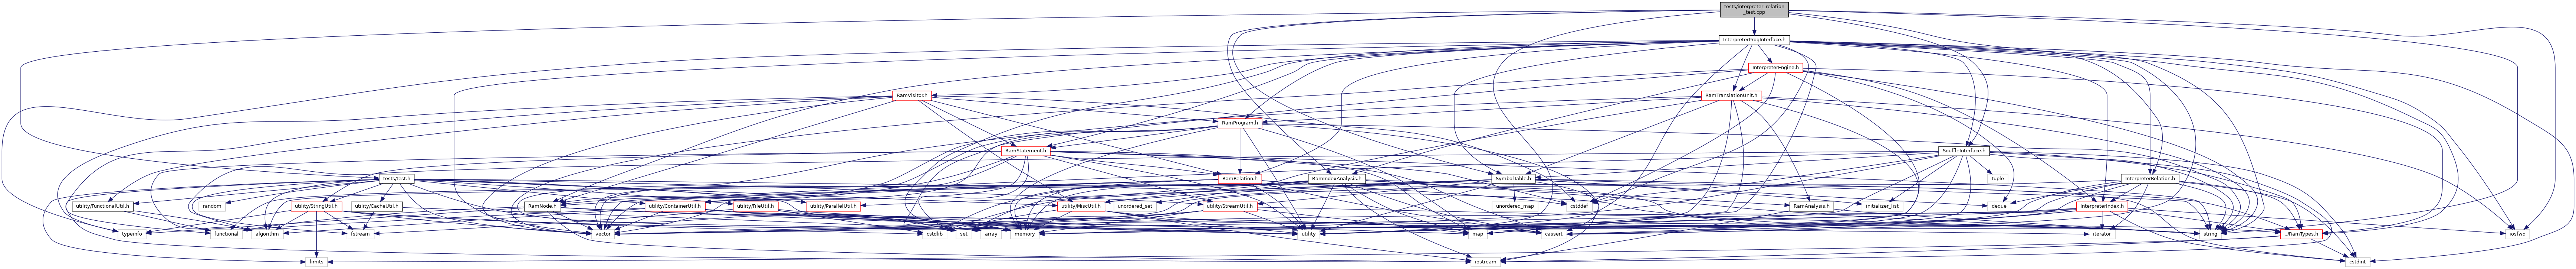 tests/interpreter_relation
_test.cpp
InterpreterProgInterface.h
InterpreterEngine.h
RamVisitor.h
RamTranslationUnit.h
RamProgram.h
RamStatement.h
SouffleInterface.h
tests/test.h
RamRelation.h
RamIndexAnalysis.h
SymbolTable.h
tuple
InterpreterRelation.h
utility/FunctionalUtil.h
random
utility/StringUtil.h
utility/CacheUtil.h
RamNode.h
utility/ContainerUtil.h
utility/FileUtil.h
utility/ParallelUtil.h
utility/MiscUtil.h
unordered_set
utility/StreamUtil.h
cstddef
unordered_map
RamAnalysis.h
initializer_list
deque
InterpreterIndex.h
typeinfo
functional
algorithm
fstream
vector
cstdlib
set
array
memory
utility
map
cassert
iterator
string
../RamTypes.h
iosfwd
limits
iostream
cstdint